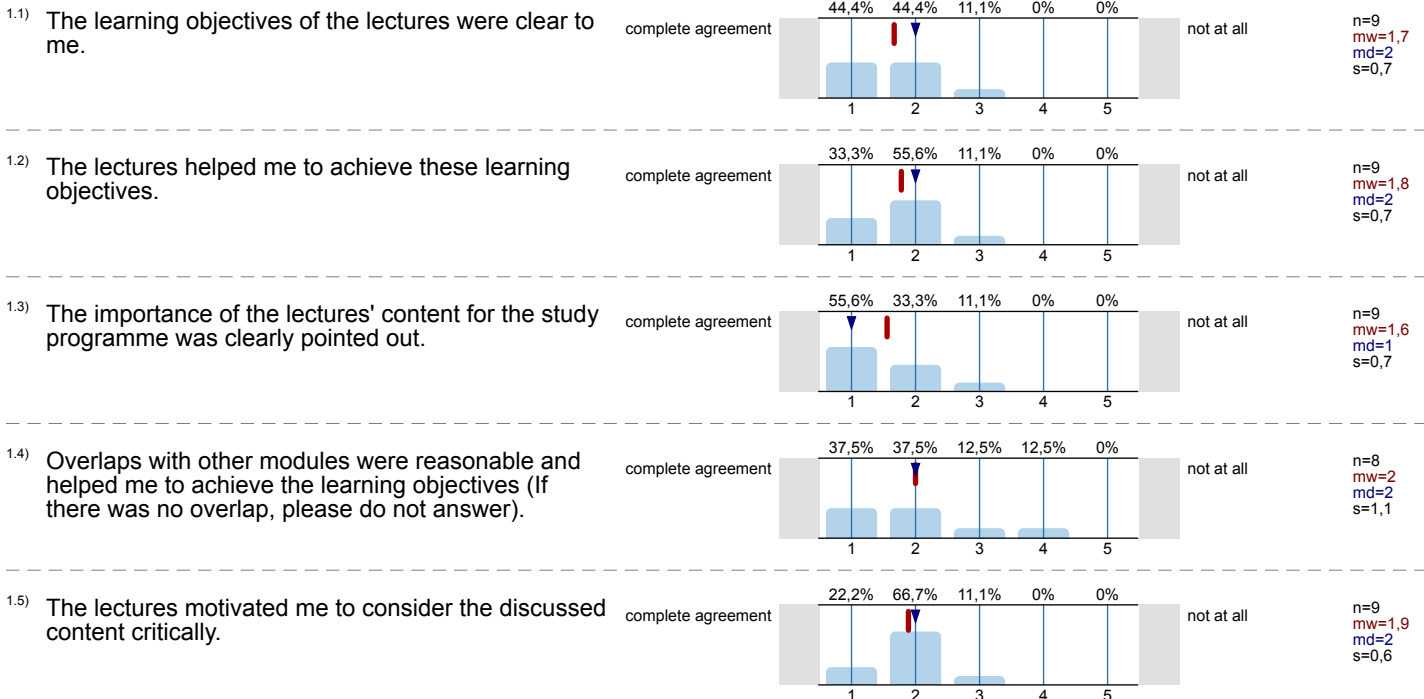 44,4% 44,4% 11,1% 0% 0%
1.1) The learning objectives of the lectures were clear to
me.
complete agreement
not at all
n=9
mw=1,7
md=2
s=0,7
1 2 3 4 5
33,3% 55,6% 11,1% 0% 0%
1.2) The lectures helped me to achieve these learning
objectives.
complete agreement
not at all
n=9
mw=1,8
md=2
s=0,7
1 2 3 4 5
55,6% 33,3% 11,1% 0% 0%
1.3) The importance of the lectures' content for the study
programme was clearly pointed out.
complete agreement
not at all
n=9
mw=1,6
md=1
s=0,7
1 2 3 4 5
37,5% 37,5% 12,5% 12,5% 0%
1.4) Overlaps with other modules were reasonable and
helped me to achieve the learning objectives (If
there was no overlap, please do not answer).
complete agreement
not at all
n=8
mw=2
md=2
s=1,1
1 2 3 4 5
22,2% 66,7% 11,1% 0% 0%
1.5) The lectures motivated me to consider the discussed
content critically.
complete agreement
not at all
n=9
mw=1,9
md=2
s=0,6
1 2 3 4 5